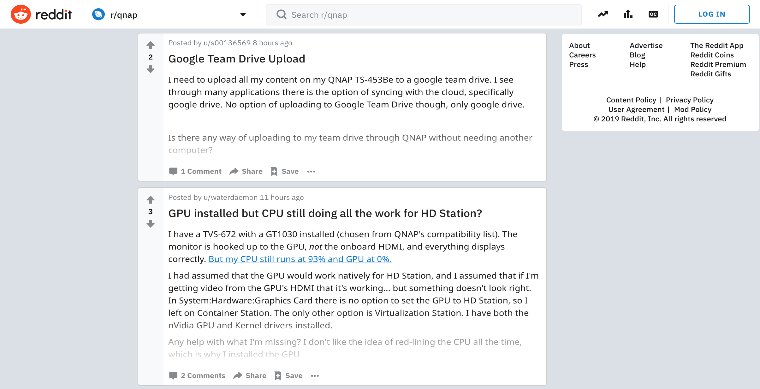 reddit r/qnap Search r/qnap OC LOG IN
Posted by u/s00136569 8 hours ago
2
Google Team Drive Upload
I need to upload all my content on my QNAP TS-453Be to a google team drive. I see
through many applications there is the option of syncing with the cloud, specifically
google drive. No option of uploading to Google Team Drive though, only google drive.
Is there any way of uploading to my team drive through QNAP without needing another
computer?
1 Comment Share Save ...
Posted by u/waterdaemon 11 hours ago
3
GPU installed but CPU still doing all the work for HD Station?
I have a TVS-672 with a GT1030 installed (chosen from QNAP's compatibility list). The
monitor is hooked up to the GPU, not the onboard HDMI, and everything displays
correctly. But my CPU still runs at 93% and GPU at 0%.
I had assumed that the GPU would work natively for HD Station, and I assumed that if I'm
getting video from the GPU's HDMI that it's working... but something doesn't look right.
In System:Hardware:Graphics Card there is no option to set the GPU to HD Station, so I
left on Container Station. The only other option is Virtualization Station. I have both the
nVidia GPU and Kernel drivers installed.
Any help with what I'm missing? I don't like the idea of red-lining the CPU all the time,
which is why I installed the GPU
2 Comments Share Save ...
About Advertise The Reddit App
Careers Blog Reddit Coins
Press Help Reddit Premium
Reddit Gifts
Content Policy | Privacy Policy
User Agreement | Mod Policy
© 2019 Reddit, Inc. All rights reserved